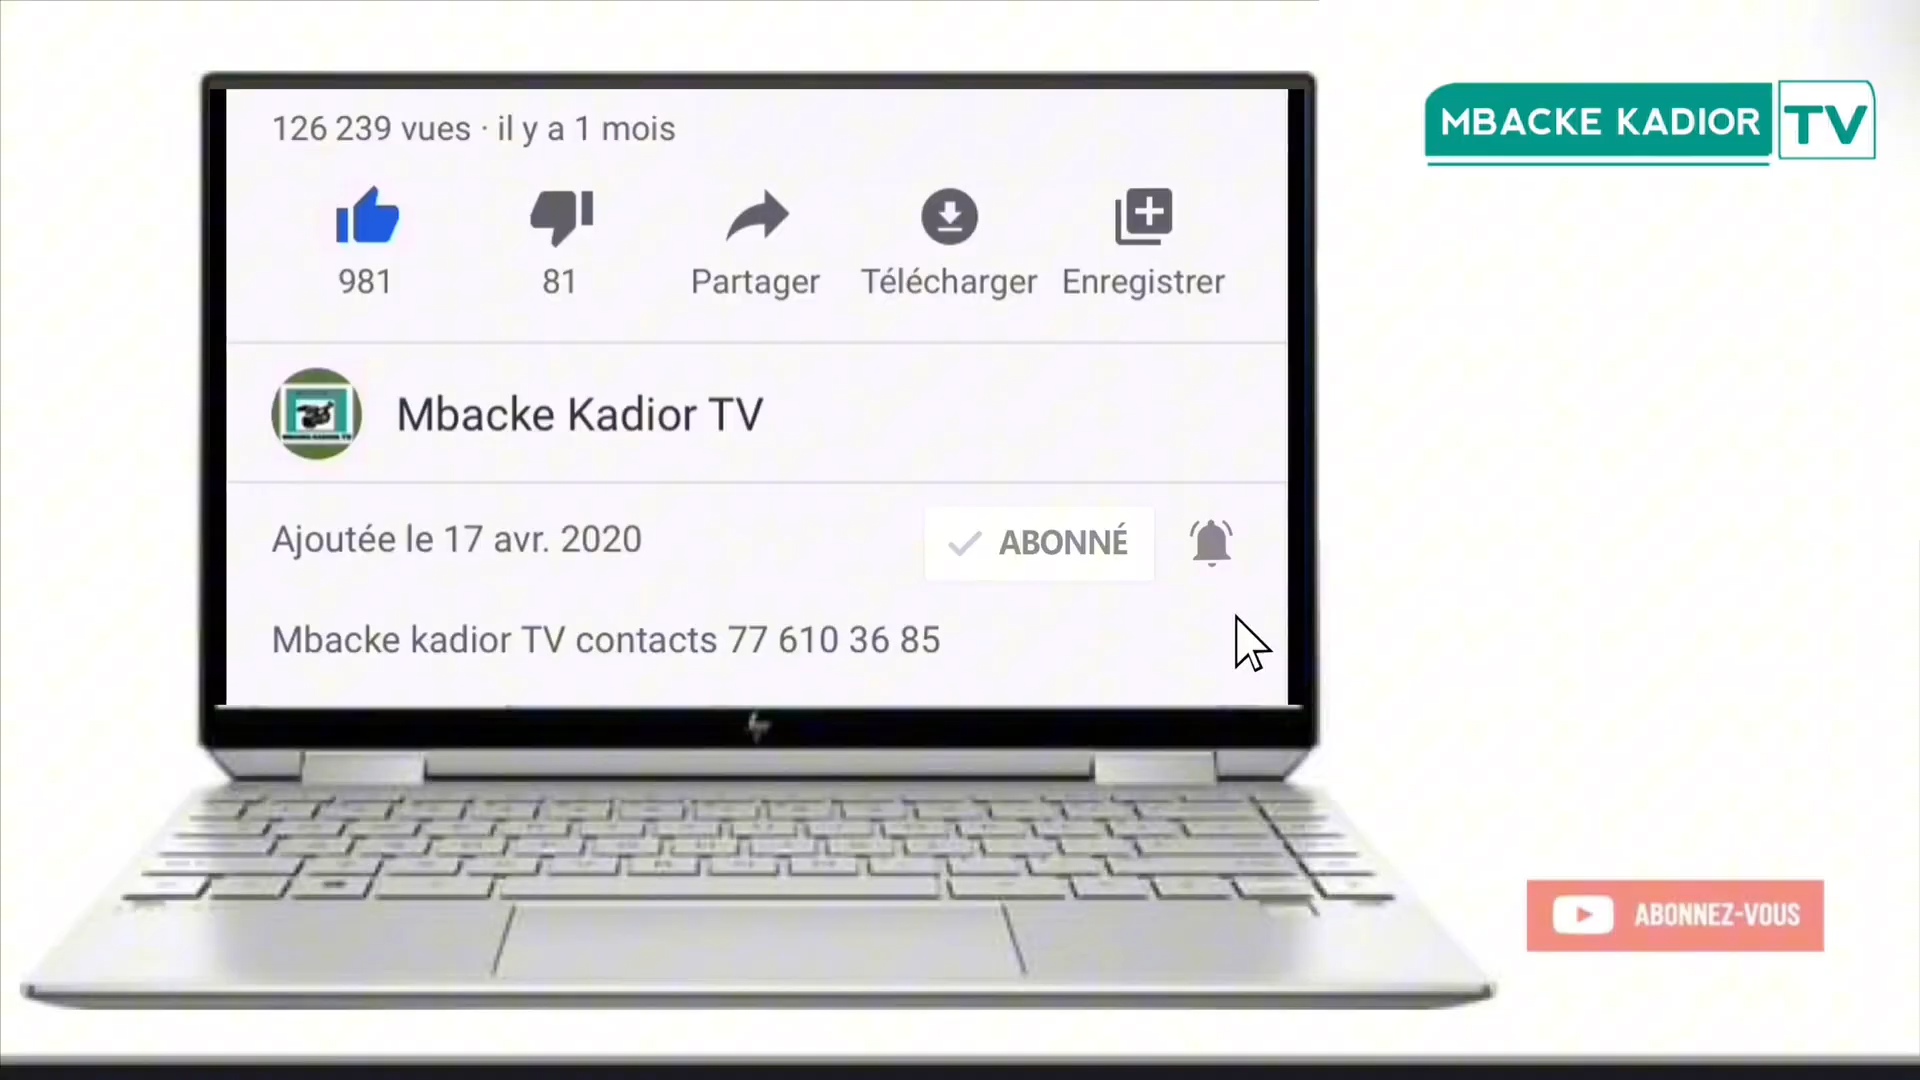 126 239 vues · il y a 1 mois
981
81
Partager
Télécharger
Enregistrer
Mbacke Kadior TV
Ajoutée le 17 avr. 2020
ABONNÉ
Mbacke kadior TV contacts 77 610 36 85
MBACKE KADIOR TV
ABONNEZ-VOUS